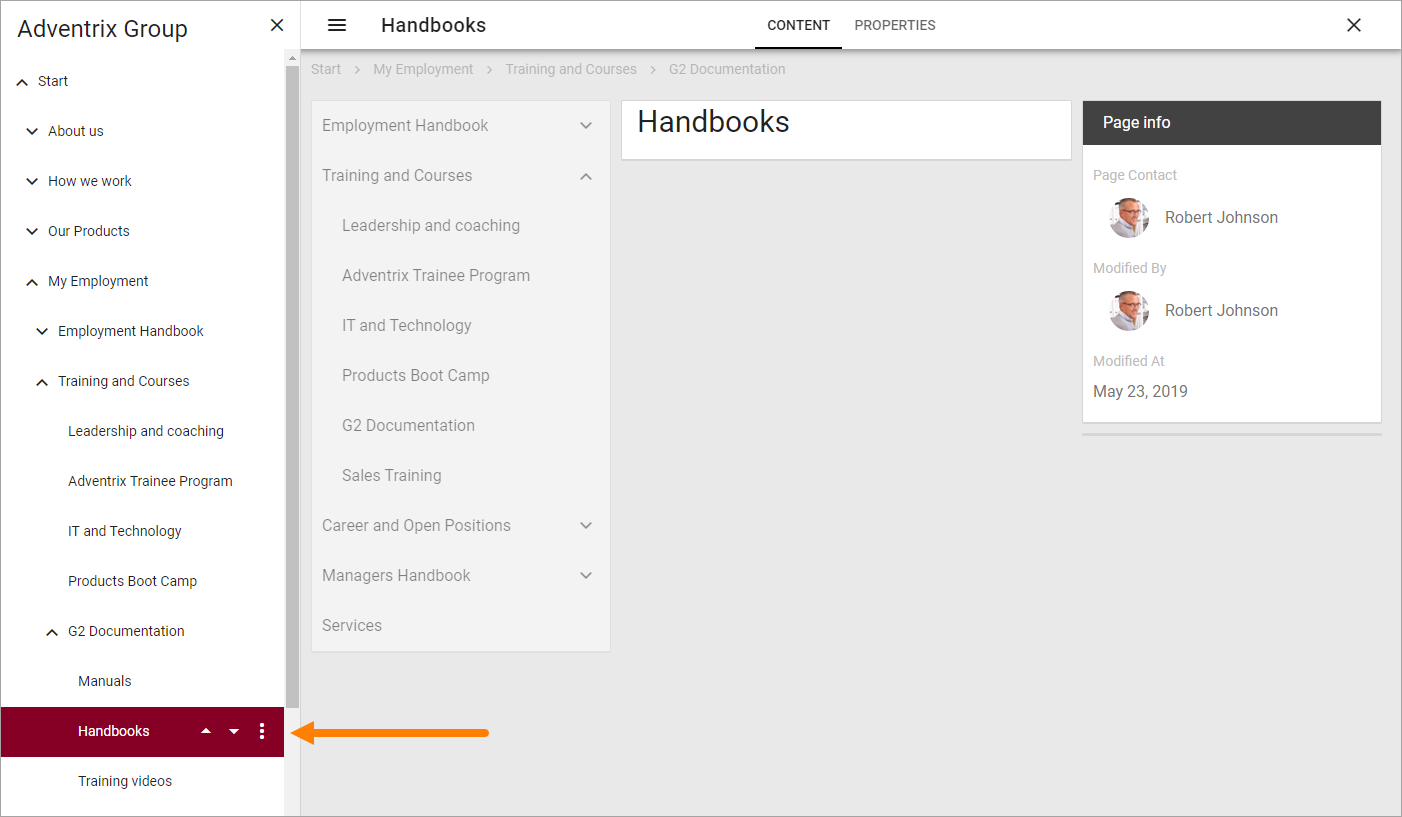 Adventrix Group
Start
About us
How we work
Our Products
My Employment
Employment Handbook
Training and Courses
Leadership and coaching
Adventrix Trainee Program
IT and Technology
Products Boot Camp
G2 Documentation
Manuals
Handbooks
Training videos
Handbooks
CONTENT PROPERTIES
Start > My Employment > Training and Courses > G2 Documentation
Employment Handbook
Training and Courses
Leadership and coaching
Adventrix Trainee Program
IT and Technology
Products Boot Camp
G2 Documentation
Sales Training
Career and Open Positions
Managers Handbook
Services
Handbooks
Page info
Page Contact
Robert Johnson
Modified By
Robert Johnson
Modified At
May 23, 2019